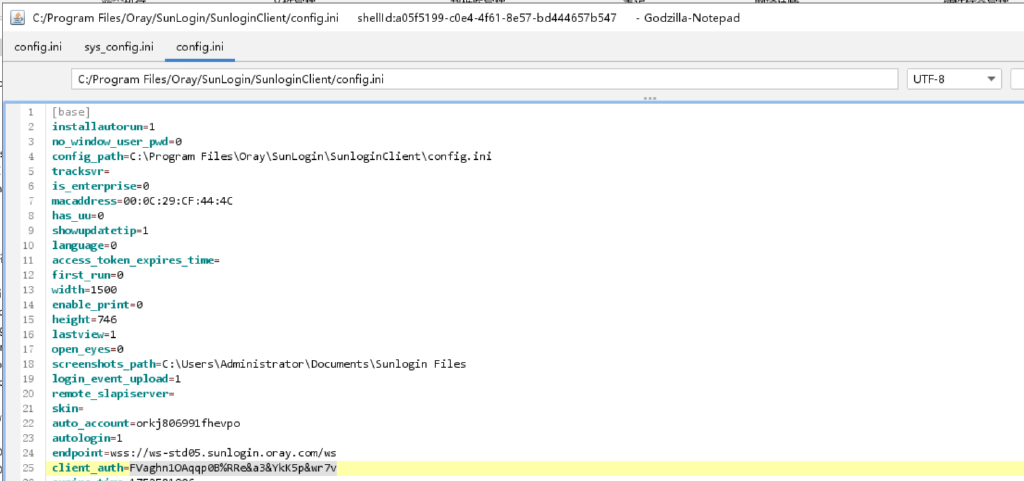 C:/Program Files/Oray/SunLogin/SunloginClient/config.ini shellId:a05f5199-c0e4-4f61-8e57-bd444657b547 - Godzilla-Notepad
config.ini sys_config.ini config.ini
C:/Program Files/Oray/SunLogin/SunloginClient/config.ini UTF-8
1 [base]
2 installautorun=1
3 no_window_user_pwd=0
4 config_path=C:\Program Files\Oray\SunLogin\SunloginClient\config.ini
5 tracksvr=
6 is_enterprise=0
7 macaddress=00:0C:29:CF:44:4C
8 has_uu=0
9 showupdatetip=1
10 language=0
11 access_token_expires_time=
12 first_run=0
13 width=1500
14 enable_print=0
15 height=746
16 lastview=1
17 open_eyes=0
18 screenshots_path=C:\Users\Administrator\Documents\Sunlogin Files
19 login_event_upload=1
20 remote_slapiserver=
21 skin=
22 auto_account=orkj806991fhevpo
23 autologin=1
24 endpoint=wss://ws-std05.sunlogin.oray.com/ws
25 client_auth=FVaghn1OAqqp0B%RRe&a3&YkK5p&wr7v